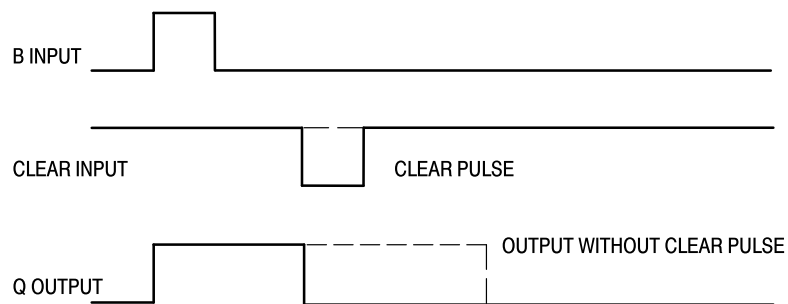 B INPUT
CLEAR INPUT
CLEAR PULSE
OUTPUT WITHOUT CLEAR PULSE
Q OUTPUT